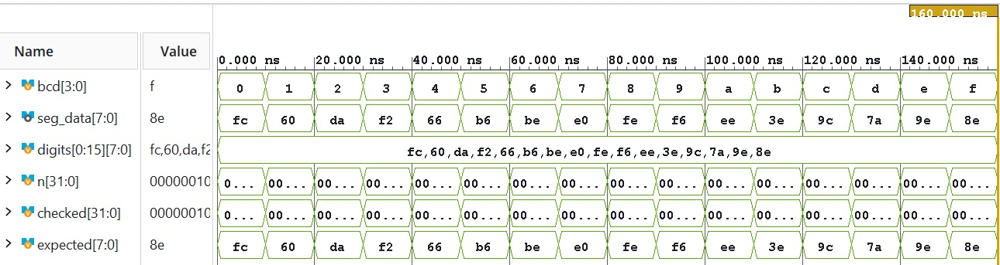 160.000 ns
Name Value
0.000 ns 20.000 ns 40.000 ns 60.000 ns 80.000 ns 100.000 ns 120.000 ns 140.000 ns
bcd[3:0] f 0 1 2 3 4 5 6 7 8 9 a b c d e f
seg_data[7:0] 8e fc 60 da f2 66 b6 be e0 fe f6 ee 3e 9c 7a 9e 8e
digits[0:15][7:0] fc,60,da,f2 fc,60,da,f2,66,b6,be,e0,fe,f6,ee,3e,9c,7a,9e,8e
n[31:0] 00000010 0... 00... 00... 00... 00... 00... 00... 00... 00... 00... 00... 00... 00... 00... 00... 00...
checked[31:0] 00000010 0... 00... 00... 00... 00... 00... 00... 00... 00... 00... 00... 00... 00... 00... 00... 00...
expected[7:0] 8e fc 60 da f2 66 b6 be e0 fe f6 ee 3e 9c 7a 9e 8e